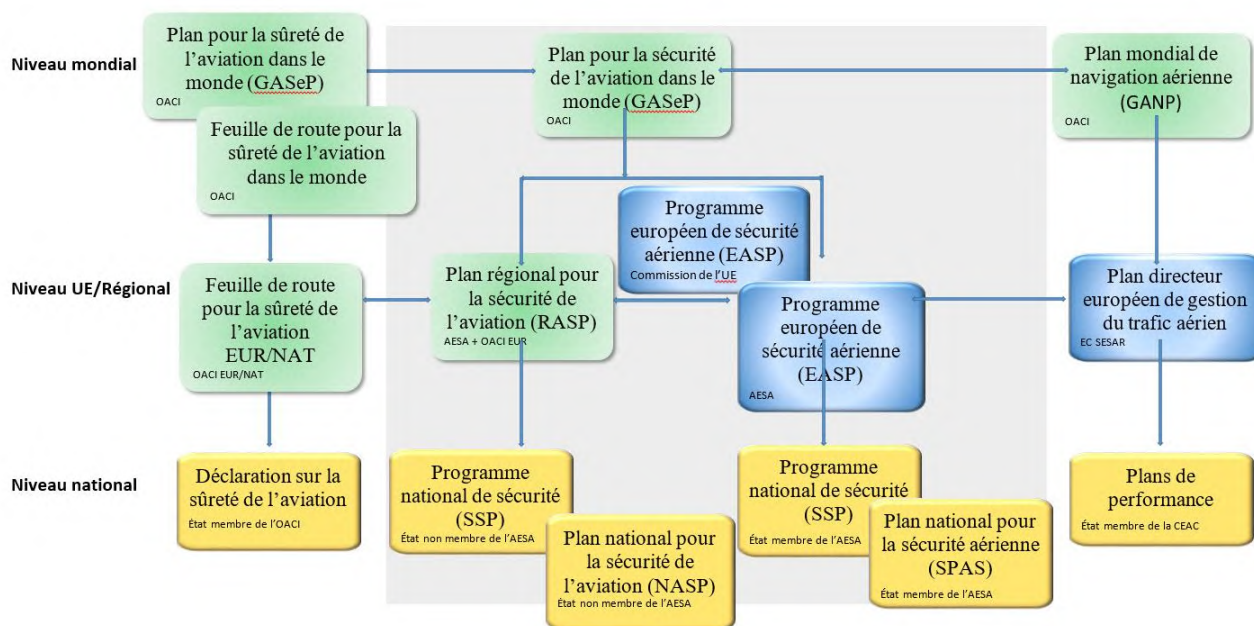 Niveau mondial
Plan pour la sûreté de
l’aviation dans le
monde (GASeP)
OACI
Feuille de route pour la
sûreté de l’aviation
dans le monde
OACI
Plan pour la sécurité
de l’aviation dans le
monde (GASeP)
OACI
Plan mondial de
navigation aérienne
(GANP)
OACI
Niveau UE/Régional
Feuille de route
pour la sûreté de
l’aviation
EUR/NAT
OACI EUR/NAT
Plan régional pour
la sécurité de
l’aviation (RASP)
AESA + OACI EUR
Programme
européen de sécurité
aérienne (EASP)
Commission de l’UE
Programme
européen de
sécurité aérienne
(EASP)
AESA
Plan directeur
européen de gestion
du trafic aérien
EC SESAR
Niveau national
Déclaration sur la
sûreté de l’aviation
État membre de l’OACI
Programme
national de sécurité
(SSP)
État non membre de l’AESA
Plan national pour
la sécurité de
l’aviation (NASP)
État non membre de l’AESA
Programme
national de sécurité
(SSP)
État membre de l’AESA
Plan national pour
la sécurité aérienne
(SPAS)
État membre de l’AESA
Plans de
performance
État membre de la CEAC